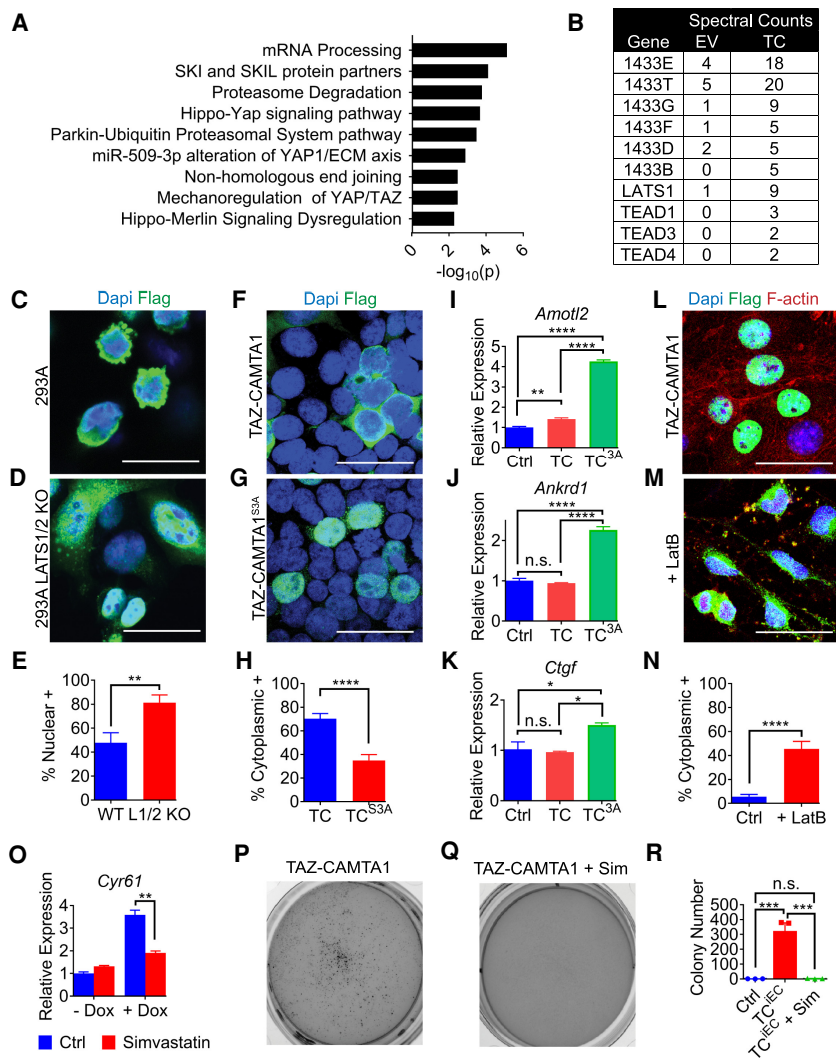 A
mRNA Processing
SKI and SKIL protein partners
Proteasome Degradation
Hippo-Yap signaling pathway
Parkin-Ubiquitin Proteasomal System pathway
miR-509-3p alteration of YAP1/ECM axis
Non-homologous end joining
Mechanoregulation of YAP/TAZ
Hippo-Merlin Signaling Dysregulation
0 2 4 6
-log10(p)
B
Spectral Counts
Gene EV TC
1433E 4 18
1433T 5 20
1433G 1 9
1433F 1 5
1433D 2 5
1433B 0 5
LATS1 1 9
TEAD1 0 3
TEAD3 0 2
TEAD4 0 2
C
Dapi Flag
293A
D
293A LATS1/2 KO
E
% Nuclear +
100
80
60
40
20
0
**
WT L1/2 KO
F
Dapi Flag
TAZ-CAMTA1
G
TAZ-CAMTA1S3A
H
% Cytoplasmic +
100
80
60
40
20
0
****
TC TCS3A
I
Amotl2
Relative Expression
5
4
3
2
1
0
****
****
**
Ctrl TC TC3A
J
Ankrd1
Relative Expression
2
1
0
****
****
n.s.
Ctrl TC TC3A
K
Ctgf
Relative Expression
2
1
0
*
*
n.s.
Ctrl TC TC3A
L
Dapi Flag F-actin
TAZ-CAMTA1
M
+ LatB
N
% Cytoplasmic +
100
80
60
40
20
0
****
Ctrl + LatB
O
Cyr61
Relative Expression
4
3
2
1
0
**
- Dox + Dox
Ctrl Simvastatin
P
TAZ-CAMTA1
Q
TAZ-CAMTA1 + Sim
R
Colony Number
500
400
300
200
100
0
n.s.
*** ***
Ctrl
TCiEC
TCiEC + Sim